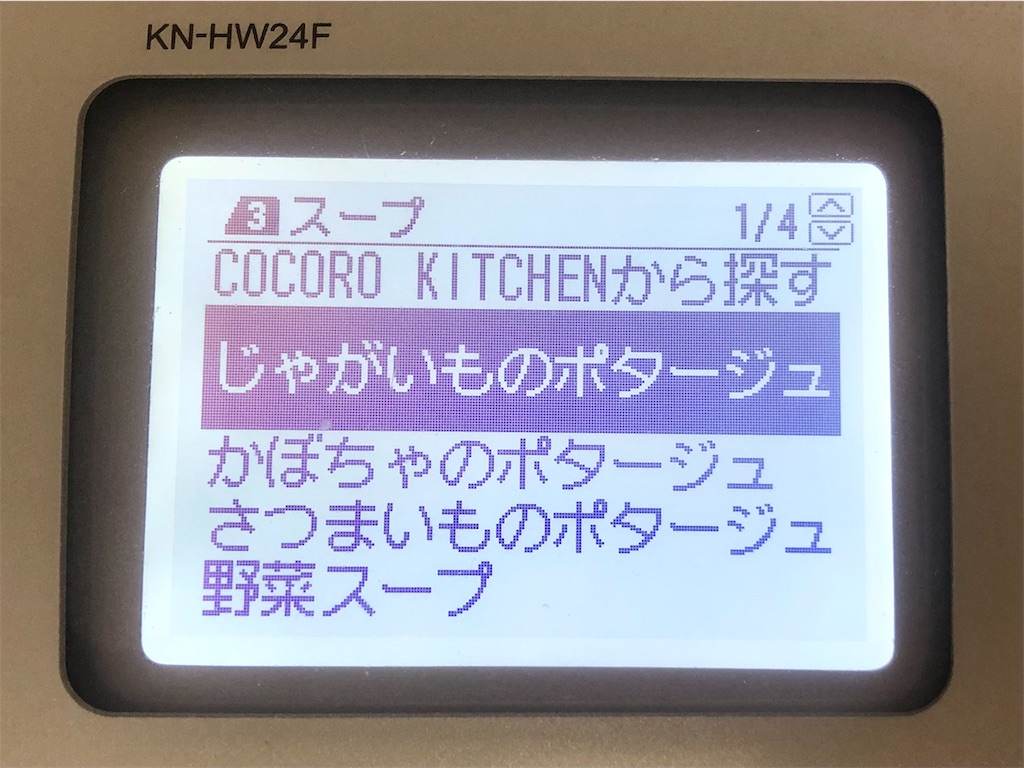 KN-HW24F
3 スープ 1/4
COCORO KITCHENから探す
じゃがいものポタージュ
かぼちゃのポタージュ
さつまいものポタージュ
野菜スープ